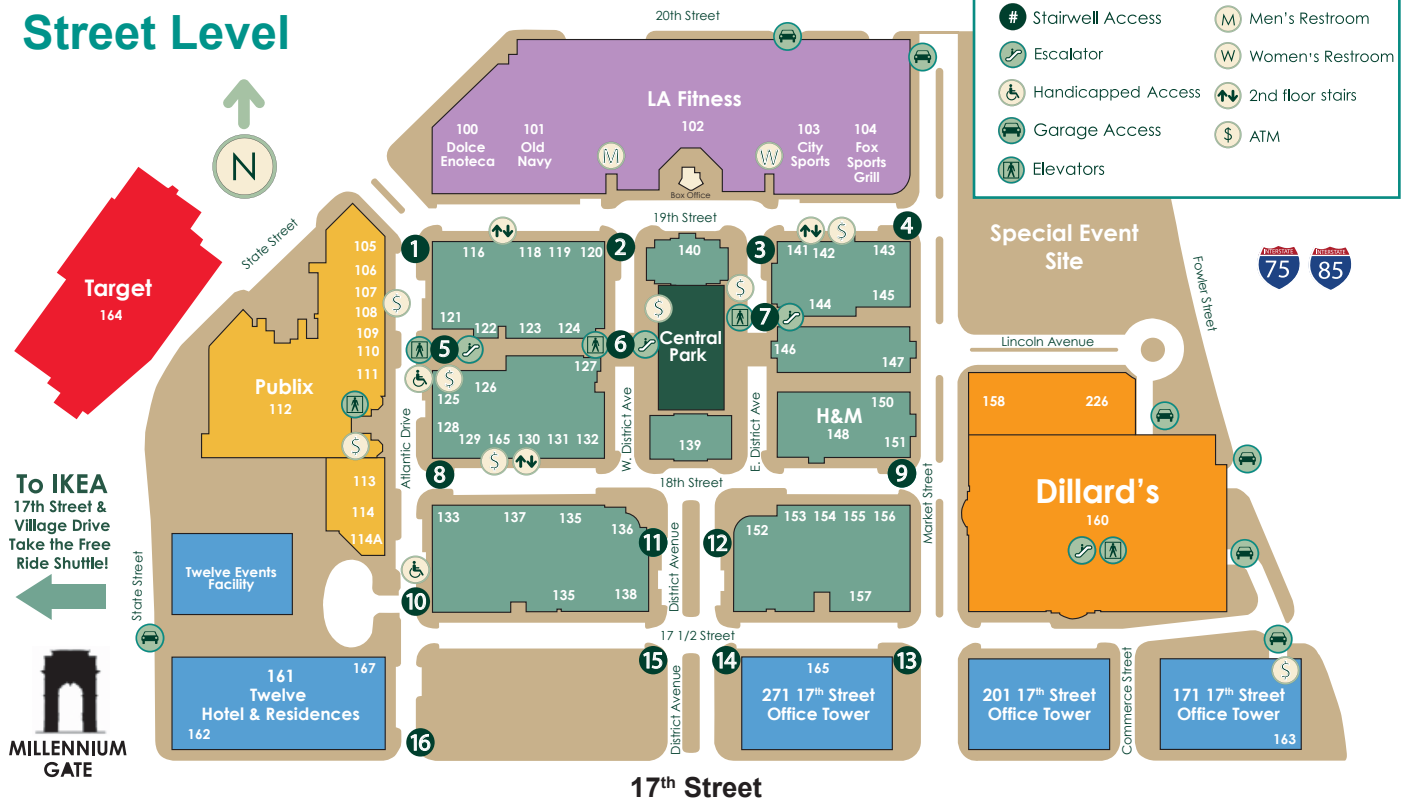 Street Level
N
20th Street
# Stairwell Access
Escalator
Handicapped Access
Garage Access
Elevators
M Men's Restroom
W Women's Restroom
2nd floor stairs
$ ATM
LA Fitness
100
Dolce
Enoteca
101
Old
Navy
M
102
Box Office
W
103
City
Sports
104
Fox
Sports
Grill
State Street
19th Street
Target
164
105
106
107
108
109
110
111
Publix
112
$
$
113
114
114A
1
116
118 119 120
2
121
122
123
124
5
6
127
$
125
126
128
129
165
130
131
132
$
8
Atlantic Drive
W. District Ave
140
$
$
Central
Park
139
E. District Ave
3
141
142
$
143
4
144
145
7
146
147
H&M
148
150
151
9
Market Street
Special Event
Site
INTERSTATE
75
INTERSTATE
85
Fowler Street
Lincoln Avenue
158
226
Dillard's
160
18th Street
133
137
135
136
11
135
138
10
District Avenue
12
152
153 154 155 156
157
To IKEA
17th Street &
Village Drive
Take the Free
Ride Shuttle!
State Street
Twelve Events
Facility
17 1/2 Street
MILLENNIUM
GATE
161
Twelve
Hotel & Residences
167
162
16
15
District Avenue
14
13
165
271 17th Street
Office Tower
201 17th Street
Office Tower
Commerce Street
$
171 17th Street
Office Tower
163
17th Street